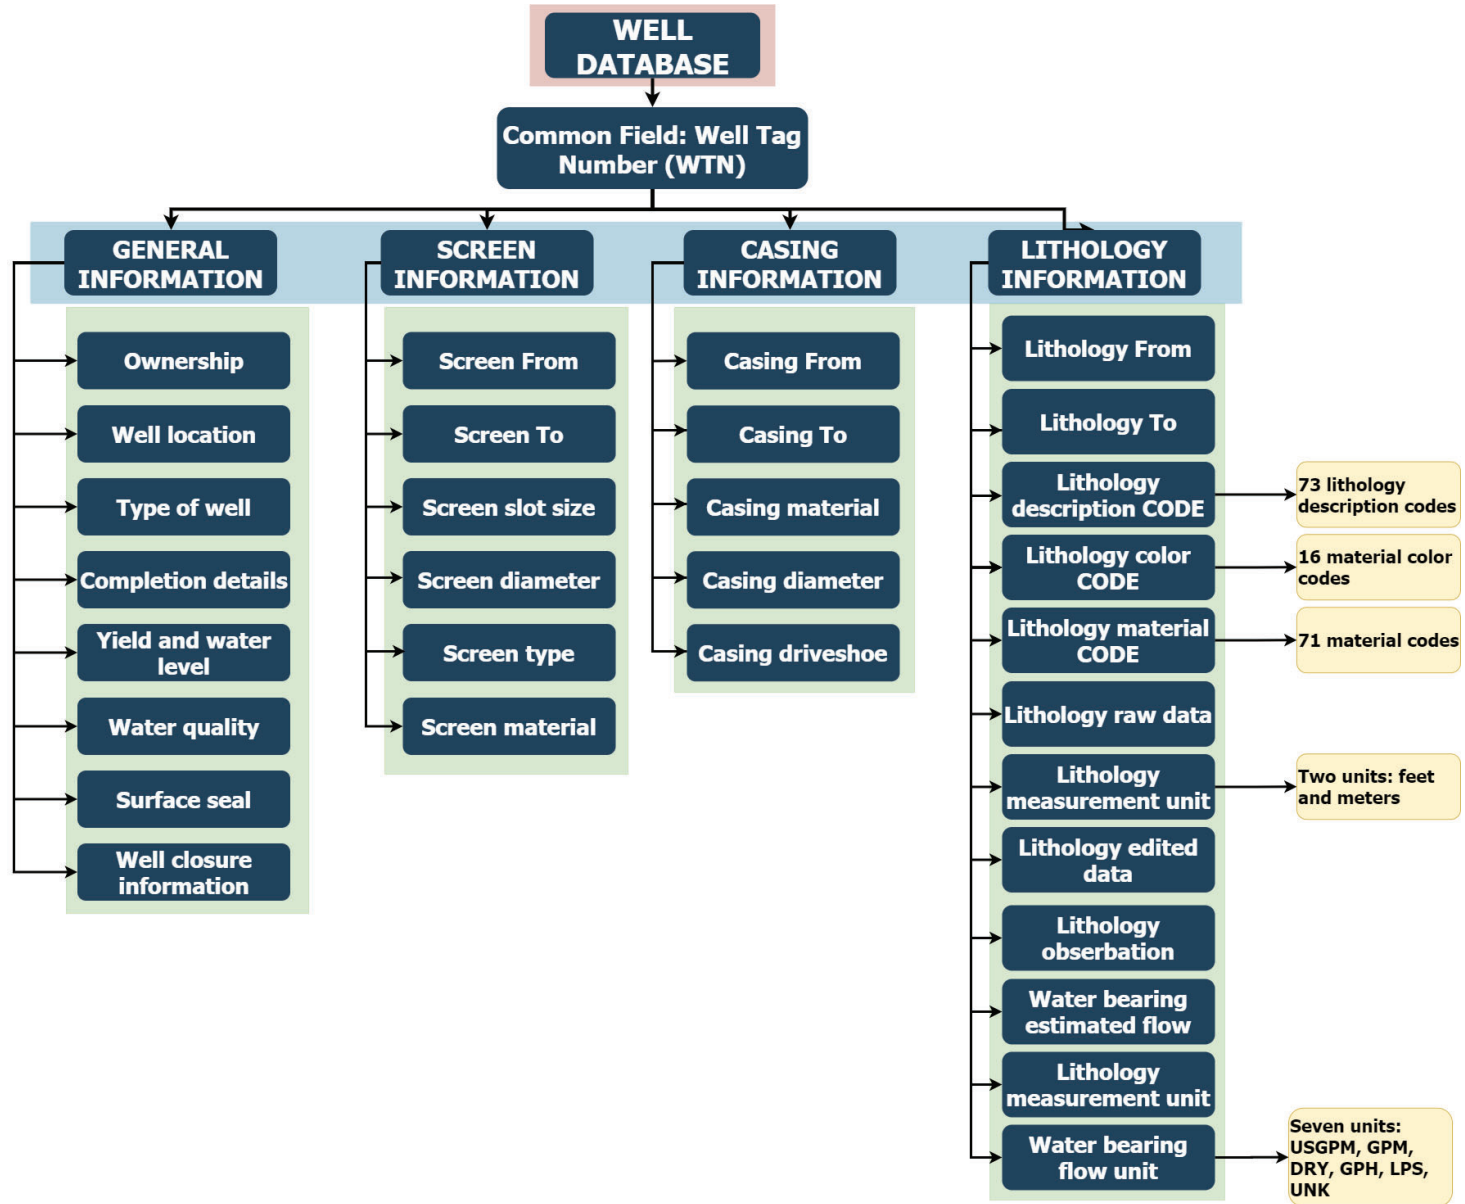 WELL
DATABASE
Common Field: Well Tag
Number (WTN)
GENERAL
INFORMATION
Ownership
Well location
Type of well
Completion details
Yield and water
level
Water quality
Surface seal
Well closure
information
SCREEN
INFORMATION
Screen From
Screen To
Screen slot size
Screen diameter
Screen type
Screen material
CASING
INFORMATION
Casing From
Casing To
Casing material
Casing diameter
Casing driveshoe
LITHOLOGY
INFORMATION
Lithology From
Lithology To
Lithology
description CODE
73 lithology
description codes
Lithology color
CODE
16 material color
codes
Lithology material
CODE
71 material codes
Lithology raw data
Lithology
measurement unit
Two units: feet
and meters
Lithology edited
data
Lithology
obserbation
Water bearing
estimated flow
Lithology
measurement unit
Water bearing
flow unit
Seven units:
USGPM, GPM,
DRY, GPH, LPS,
UNK